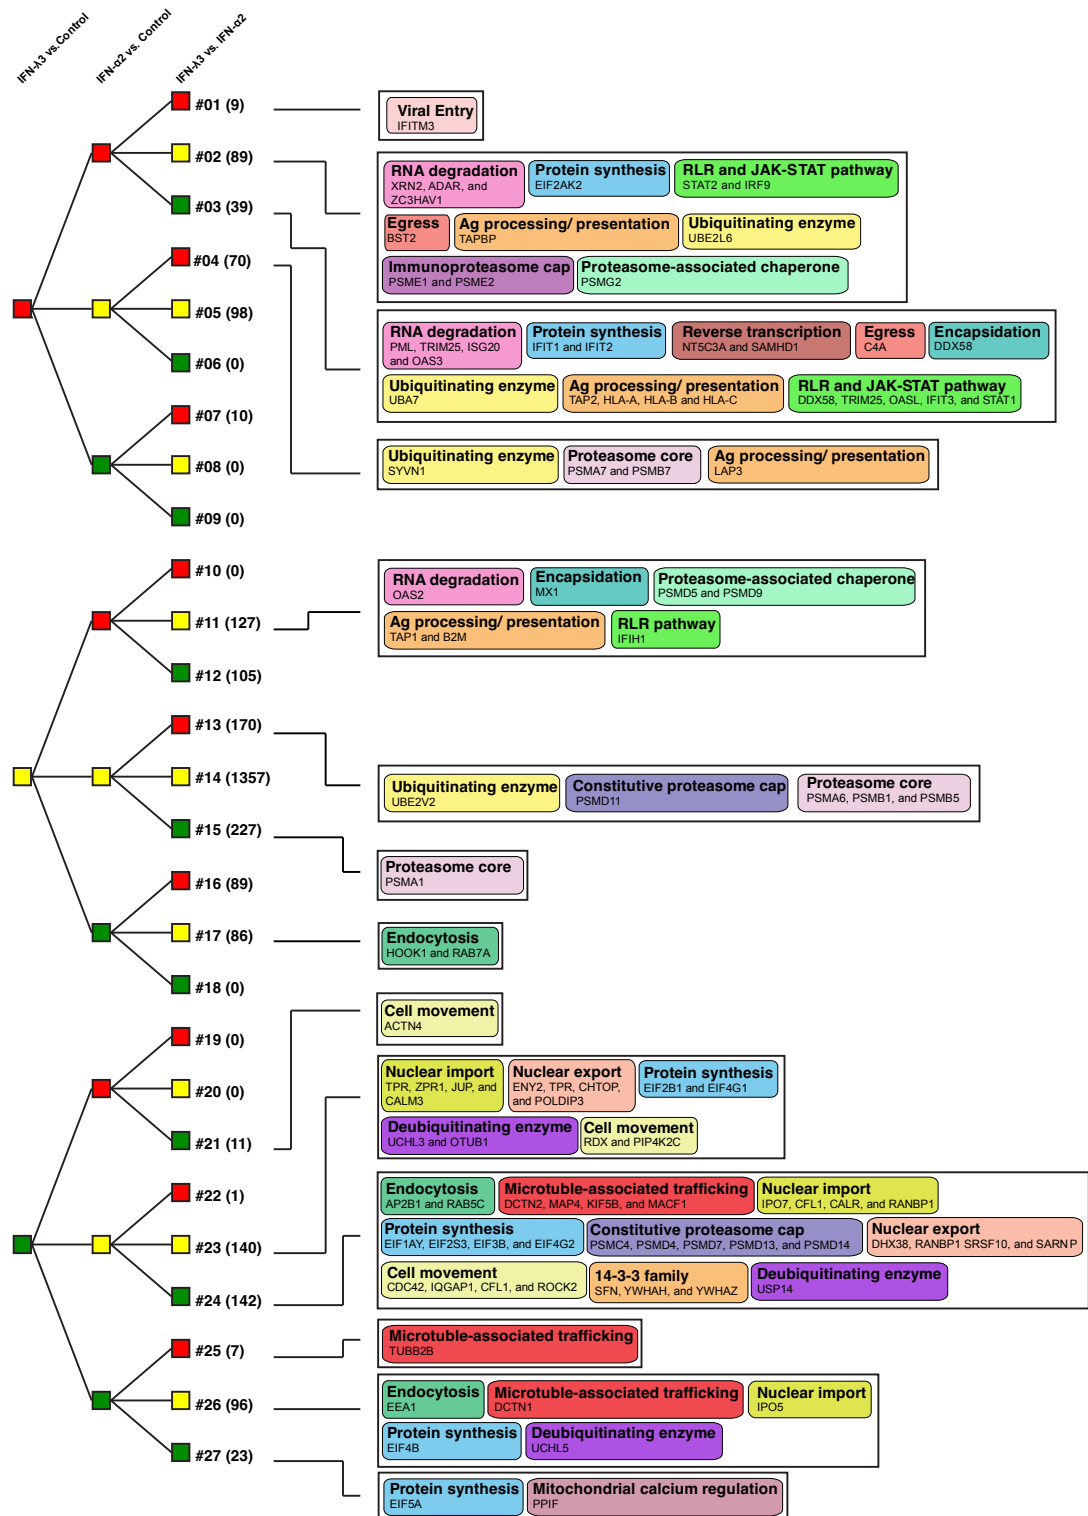 IFN-λ3 vs.Control
IFN-α2 vs. Control
IFN-λ3 vs. IFN-α2
#01 (9)
Viral Entry
IFITM3
#02 (89)
RNA degradation
XRN2, ADAR, and
ZC3HAV1
Protein synthesis
EIF2AK2
RLR and JAK-STAT pathway
STAT2 and IRF9
Egress
BST2
Ag processing/ presentation
TAPBP
Ubiquitinating enzyme
UBE2L6
Immunoproteasome cap
PSME1 and PSME2
Proteasome-associated chaperone
PSMG2
#03 (39)
RNA degradation
PML, TRIM25, ISG20
and OAS3
Protein synthesis
IFIT1 and IFIT2
Reverse transcription
NT5C3A and SAMHD1
Egress
C4A
Encapsidation
DDX58
Ubiquitinating enzyme
UBA7
Ag processing/ presentation
TAP2, HLA-A, HLA-B and HLA-C
RLR and JAK-STAT pathway
DDX58, TRIM25, OASL, IFIT3, and STAT1
#04 (70)
Ubiquitinating enzyme
SYVN1
Proteasome core
PSMA7 and PSMB7
Ag processing/ presentation
LAP3
#05 (98)
#06 (0)
#07 (10)
#08 (0)
#09 (0)
#10 (0)
#11 (127)
RNA degradation
OAS2
Encapsidation
MX1
Proteasome-associated chaperone
PSMD5 and PSMD9
Ag processing/ presentation
TAP1 and B2M
RLR pathway
IFIH1
#12 (105)
#13 (170)
Ubiquitinating enzyme
UBE2V2
Constitutive proteasome cap
PSMD11
Proteasome core
PSMA6, PSMB1, and PSMB5
#14 (1357)
#15 (227)
Proteasome core
PSMA1
#16 (89)
#17 (86)
Endocytosis
HOOK1 and RAB7A
#18 (0)
#19 (0)
#20 (0)
#21 (11)
Cell movement
ACTN4
#22 (1)
#23 (140)
Nuclear import
TPR, ZPR1, JUP, and
CALM3
Nuclear export
ENY2, TPR, CHTOP,
and POLDIP3
Protein synthesis
EIF2B1 and EIF4G1
Deubiquitinating enzyme
UCHL3 and OTUB1
Cell movement
RDX and PIP4K2C
#24 (142)
Endocytosis
AP2B1 and RAB5C
Microtuble-associated trafficking
DCTN2, MAP4, KIF5B, and MACF1
Nuclear import
IPO7, CFL1, CALR, and RANBP1
Protein synthesis
EIF1AY, EIF2S3, EIF3B, and EIF4G2
Constitutive proteasome cap
PSMC4, PSMD4, PSMD7, PSMD13, and PSMD14
Nuclear export
DHX38, RANBP1 SRSF10, and SARNP
Cell movement
CDC42, IQGAP1, CFL1, and ROCK2
14-3-3 family
SFN, YWHAH, and YWHAZ
Deubiquitinating enzyme
USP14
#25 (7)
Microtuble-associated trafficking
TUBB2B
#26 (96)
Endocytosis
EEA1
Microtuble-associated trafficking
DCTN1
Nuclear import
IPO5
Protein synthesis
EIF4B
Deubiquitinating enzyme
UCHL5
#27 (23)
Protein synthesis
EIF5A
Mitochondrial calcium regulation
PPIF